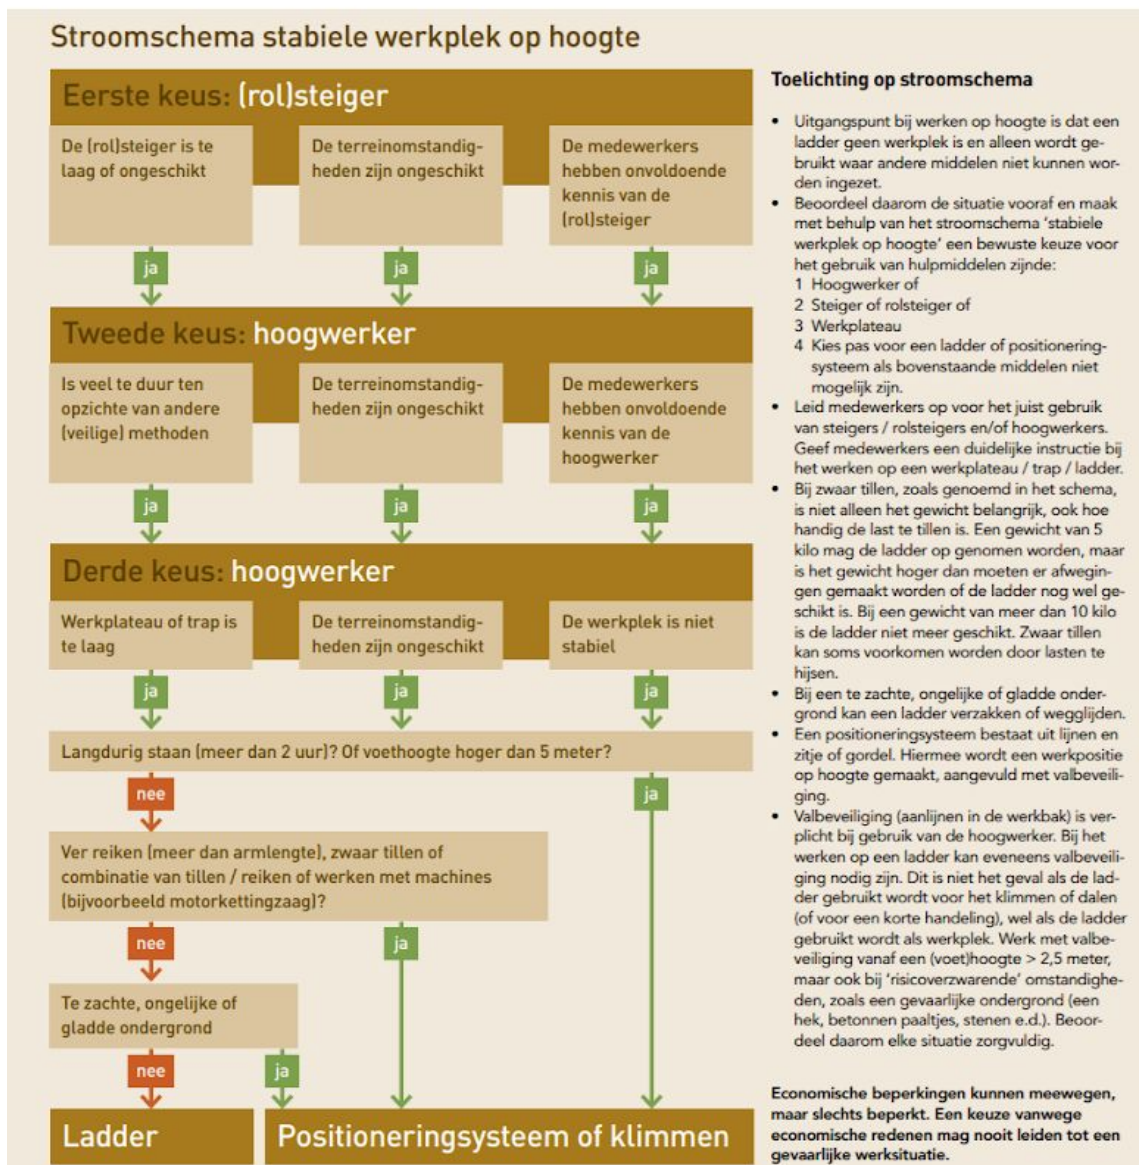 Stroomschema stabiele werkplek op hoogte
Eerste keus: (rol)steiger
De (rol)steiger is te
laag of ongeschikt
De terreinomstandig-
heden zijn ongeschikt
De medewerkers
hebben onvoldoende
kennis van de
(rol)steiger
ja
ja
ja
Tweede keus: hoogwerker
Is veel te duur ten
opzichte van andere
(veilige) methoden
De terreinomstandig-
heden zijn ongeschikt
De medewerkers
hebben onvoldoende
kennis van de
hoogwerker
ja
ja
ja
Derde keus: hoogwerker
Werkplateau of trap is
te laag
De terreinomstandig-
heden zijn ongeschikt
De werkplek is niet
stabiel
ja
ja
ja
Langdurig staan (meer dan 2 uur)? Of voethoogte hoger dan 5 meter?
nee
ja
Ver reiken (meer dan armlengte), zwaar tillen of
combinatie van tillen / reiken of werken met machines
(bijvoorbeeld motorkettingzaag)?
nee
ja
Te zachte, ongelijke of
gladde ondergrond
nee
ja
Ladder
Positioneringsysteem of klimmen
Toelichting op stroomschema
• Uitgangspunt bij werken op hoogte is dat een
ladder geen werkplek is en alleen wordt ge-
bruikt waar andere middelen niet kunnen wor-
den ingezet.
• Beoordeel daarom de situatie vooraf en maak
met behulp van het stroomschema ‘stabiele
werkplek op hoogte’ een bewuste keuze voor
het gebruik van hulpmiddelen zijnde:
1 Hoogwerker of
2 Steiger of rolsteiger of
3 Werkplateau
4 Kies pas voor een ladder of positionering-
systeem als bovenstaande middelen niet
mogelijk zijn.
• Leid medewerkers op voor het juist gebruik
van steigers / rolsteigers en/of hoogwerkers.
Geef medewerkers een duidelijke instructie bij
het werken op een werkplateau / trap / ladder.
• Bij zwaar tillen, zoals genoemd in het schema,
is niet alleen het gewicht belangrijk, ook hoe
handig de last te tillen is. Een gewicht van 5
kilo mag de ladder op genomen worden, maar
is het gewicht hoger dan moeten er afwegin-
gen gemaakt worden of de ladder nog wel ge-
schikt is. Bij een gewicht van meer dan 10 kilo
is de ladder niet meer geschikt. Zwaar tillen
kan soms voorkomen worden door lasten te
hijsen.
• Bij een te zachte, ongelijke of gladde onder-
grond kan een ladder verzakken of wegglijden.
• Een positioneringsysteem bestaat uit lijnen en
zitje of gordel. Hiermee wordt een werkpositie
op hoogte gemaakt, aangevuld met valbeveili-
ging.
• Valbeveiliging (aanlijnen in de werkbak) is ver-
plicht bij gebruik van de hoogwerker. Bij het
werken op een ladder kan eveneens valbeveili-
ging nodig zijn. Dit is niet het geval als de lad-
der gebruikt wordt voor het klimmen of dalen
(of voor een korte handeling), wel als de ladder
gebruikt wordt als werkplek. Werk met valbe-
veiliging vanaf een (voet)hoogte > 2,5 meter,
maar ook bij ‘risicoverzwarende’ omstandighe-
den, zoals een gevaarlijke ondergrond (een
hek, betonnen paaltjes, stenen e.d.). Beoor-
deel daarom elke situatie zorgvuldig.
Economische beperkingen kunnen meewegen,
maar slechts beperkt. Een keuze vanwege
economische redenen mag nooit leiden tot een
gevaarlijke werksituatie.